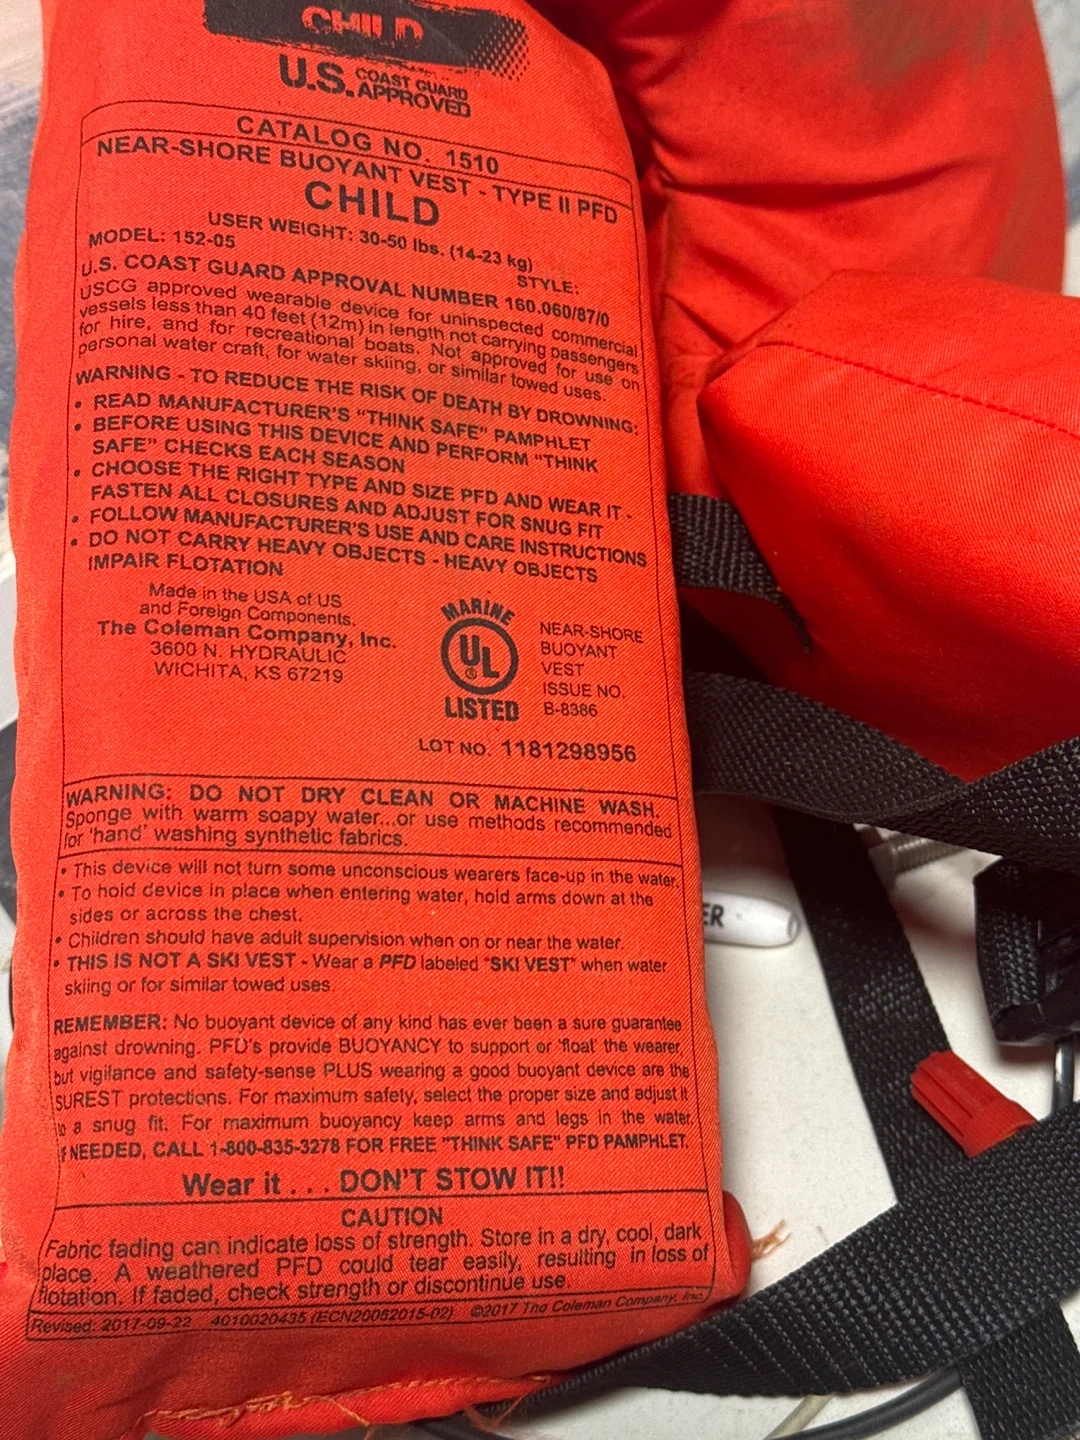 CHILD
U.S. COAST GUARD
APPROVED
CATALOG NO. 1510
NEAR-SHORE BUOYANT VEST - TYPE II PFD
CHILD
USER WEIGHT: 30-50 lbs. (14-23 kg)
MODEL: 152-05 STYLE:
U.S. COAST GUARD APPROVAL NUMBER 160.060/87/0
USCG approved wearable device for uninspected commercial
vessels less than 40 feet (12m) in length not carrying passengers
for hire, and for recreational boats. Not approved for use on
personal water craft, for water skiing, or similar towed uses.
WARNING - TO REDUCE THE RISK OF DEATH BY DROWNING:
• READ MANUFACTURER'S "THINK SAFE" PAMPHLET
• BEFORE USING THIS DEVICE AND PERFORM "THINK
SAFE" CHECKS EACH SEASON
• CHOOSE THE RIGHT TYPE AND SIZE PFD AND WEAR IT -
FASTEN ALL CLOSURES AND ADJUST FOR SNUG FIT
• FOLLOW MANUFACTURER'S USE AND CARE INSTRUCTIONS
• DO NOT CARRY HEAVY OBJECTS - HEAVY OBJECTS
IMPAIR FLOTATION
Made in the USA of US
and Foreign Components.
The Coleman Company, Inc.
3600 N. HYDRAULIC
WICHITA, KS 67219
MARINE
UL
LISTED
NEAR-SHORE
BUOYANT
VEST
ISSUE NO.
B-8386
LOT NO. 1181298956
WARNING: DO NOT DRY CLEAN OR MACHINE WASH.
Sponge with warm soapy water...or use methods recommended
for 'hand' washing synthetic fabrics.
• This device will not turn some unconscious wearers face-up in the water.
• To hold device in place when entering water, hold arms down at the
sides or across the chest.
• Children should have adult supervision when on or near the water.
• THIS IS NOT A SKI VEST - Wear a PFD labeled "SKI VEST" when water
skiing or for similar towed uses.
REMEMBER: No buoyant device of any kind has ever been a sure guarantee
against drowning. PFD's provide BUOYANCY to support or 'float' the wearer,
but vigilance and safety-sense PLUS wearing a good buoyant device are the
SUREST protections. For maximum safety, select the proper size and adjust it
to a snug fit. For maximum buoyancy keep arms and legs in the water.
IF NEEDED, CALL 1-800-835-3278 FOR FREE "THINK SAFE" PFD PAMPHLET.
Wear it . . . DON'T STOW IT!!
CAUTION
Fabric fading can indicate loss of strength. Store in a dry, cool, dark
place. A weathered PFD could tear easily, resulting in loss of
flotation. If faded, check strength or discontinue use.
Revised: 2017-09-22 4010020435 (ECN20062015-02) ©2017 The Coleman Company, Inc.
ER